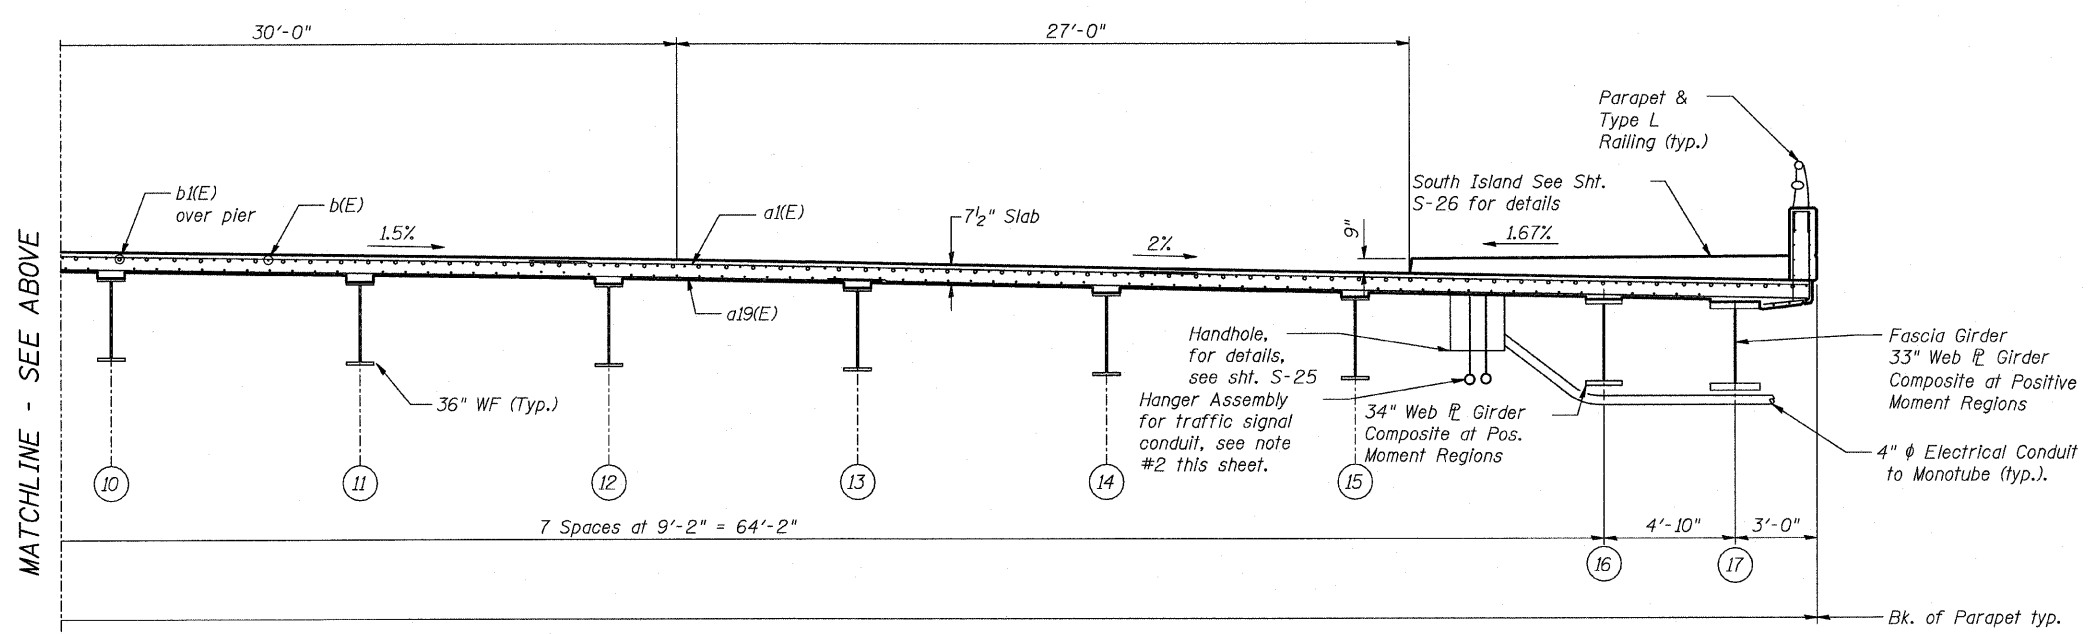 30'-0"
27'-0"
Parapet &
Type L
Railing (typ.)
South Island See Sht.
S-26 for details
b1(E)
over pier
b(E)
a1(E)
7½" Slab
9"
1.5%
2%
1.67%
MATCHLINE - SEE ABOVE
a19(E)
36" WF (Typ.)
Handhole,
for details,
see sht. S-25
Hanger Assembly
for traffic signal
conduit, see note
#2 this sheet.
34" Web ℄ Girder
Composite at Pos.
Moment Regions
Fascia Girder
33" Web ℄ Girder
Composite at Positive
Moment Regions
4" ϕ Electrical Conduit
to Monotube (typ.).
10
11
12
13
14
15
7 Spaces at 9'-2" = 64'-2"
4'-10"
3'-0"
16
17
Bk. of Parapet typ.